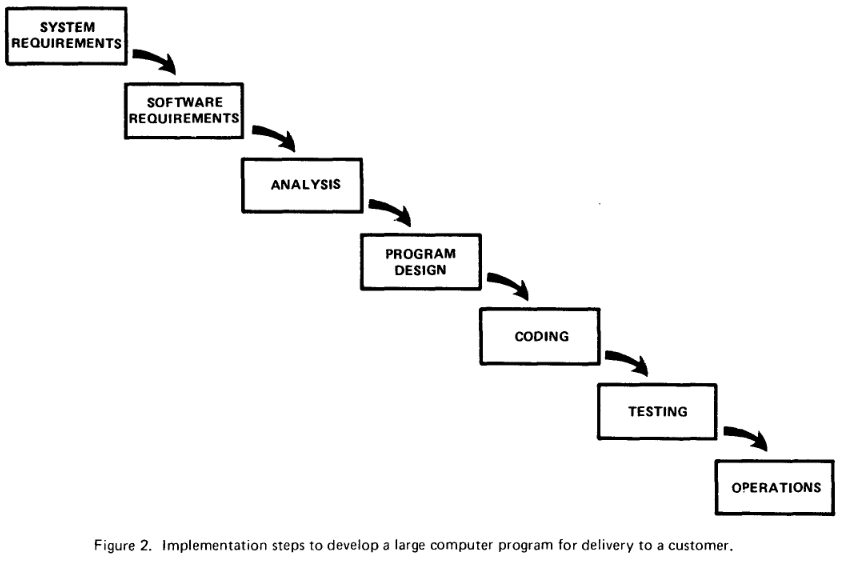 SYSTEM
REQUIREMENTS
SOFTWARE
REQUIREMENTS
ANALYSIS
PROGRAM
DESIGN
CODING
TESTING
OPERATIONS
Figure 2. Implementation steps to develop a large computer program for delivery to a customer.